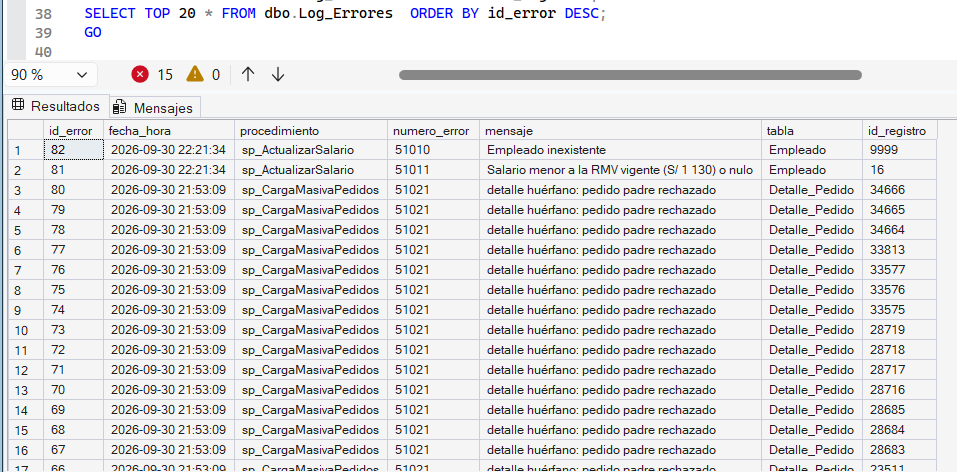 38 SELECT TOP 20 * FROM dbo.Log_Errores ORDER BY id_error DESC;
39 GO
40
90 % 15 0
Resultados Mensajes
id_error fecha_hora procedimiento numero_error mensaje tabla id_registro
1 82 2026-09-30 22:21:34 sp_ActualizarSalario 51010 Empleado inexistente Empleado 9999
2 81 2026-09-30 22:21:34 sp_ActualizarSalario 51011 Salario menor a la RMV vigente (S/ 1 130) o nulo Empleado 16
3 80 2026-09-30 21:53:09 sp_CargaMasivaPedidos 51021 detalle huérfano: pedido padre rechazado Detalle_Pedido 34666
4 79 2026-09-30 21:53:09 sp_CargaMasivaPedidos 51021 detalle huérfano: pedido padre rechazado Detalle_Pedido 34665
5 78 2026-09-30 21:53:09 sp_CargaMasivaPedidos 51021 detalle huérfano: pedido padre rechazado Detalle_Pedido 34664
6 77 2026-09-30 21:53:09 sp_CargaMasivaPedidos 51021 detalle huérfano: pedido padre rechazado Detalle_Pedido 33813
7 76 2026-09-30 21:53:09 sp_CargaMasivaPedidos 51021 detalle huérfano: pedido padre rechazado Detalle_Pedido 33577
8 75 2026-09-30 21:53:09 sp_CargaMasivaPedidos 51021 detalle huérfano: pedido padre rechazado Detalle_Pedido 33576
9 74 2026-09-30 21:53:09 sp_CargaMasivaPedidos 51021 detalle huérfano: pedido padre rechazado Detalle_Pedido 33575
10 73 2026-09-30 21:53:09 sp_CargaMasivaPedidos 51021 detalle huérfano: pedido padre rechazado Detalle_Pedido 28719
11 72 2026-09-30 21:53:09 sp_CargaMasivaPedidos 51021 detalle huérfano: pedido padre rechazado Detalle_Pedido 28718
12 71 2026-09-30 21:53:09 sp_CargaMasivaPedidos 51021 detalle huérfano: pedido padre rechazado Detalle_Pedido 28717
13 70 2026-09-30 21:53:09 sp_CargaMasivaPedidos 51021 detalle huérfano: pedido padre rechazado Detalle_Pedido 28716
14 69 2026-09-30 21:53:09 sp_CargaMasivaPedidos 51021 detalle huérfano: pedido padre rechazado Detalle_Pedido 28685
15 68 2026-09-30 21:53:09 sp_CargaMasivaPedidos 51021 detalle huérfano: pedido padre rechazado Detalle_Pedido 28684
16 67 2026-09-30 21:53:09 sp_CargaMasivaPedidos 51021 detalle huérfano: pedido padre rechazado Detalle_Pedido 28683
17 66 2026-09-30 21:53:09 sp_CargaMasivaPedidos 51021 detalle huérfano: pedido padre rechazado Detalle_Pedido 23511